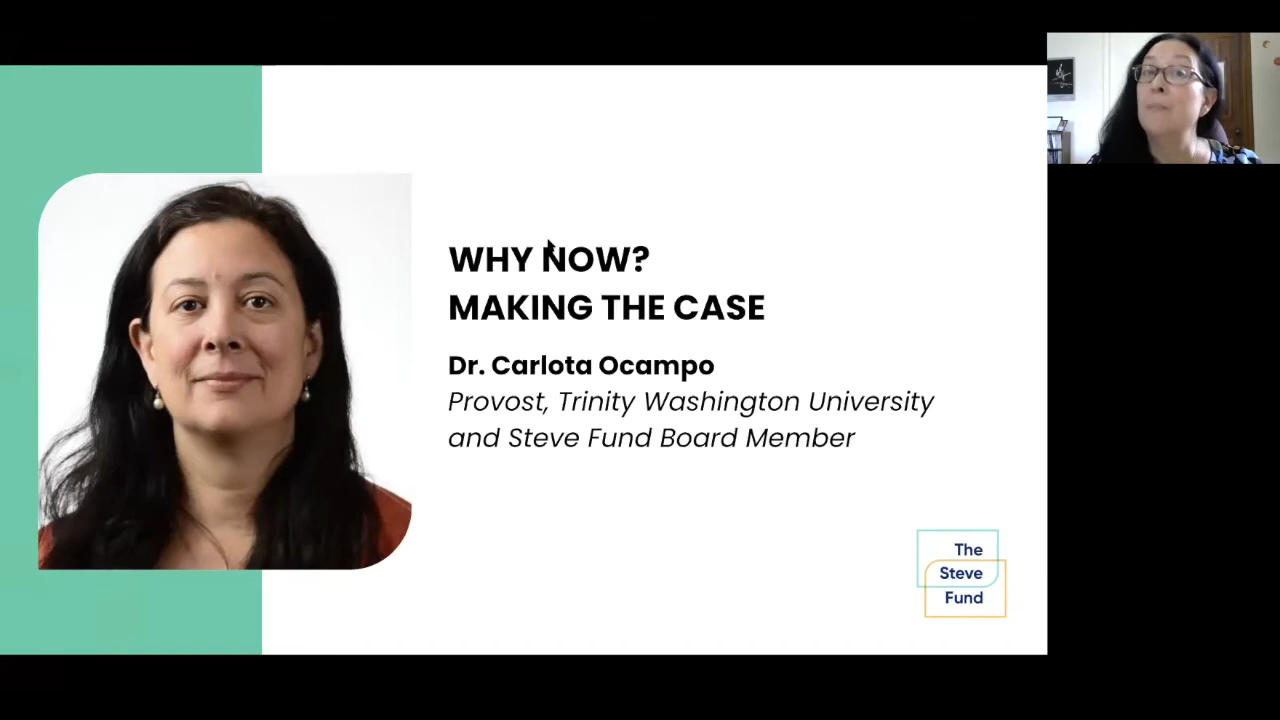 WHY NOW?
MAKING THE CASE
Dr. Carlota Ocampo
Provost, Trinity Washington University
and Steve Fund Board Member
The
Steve
Fund